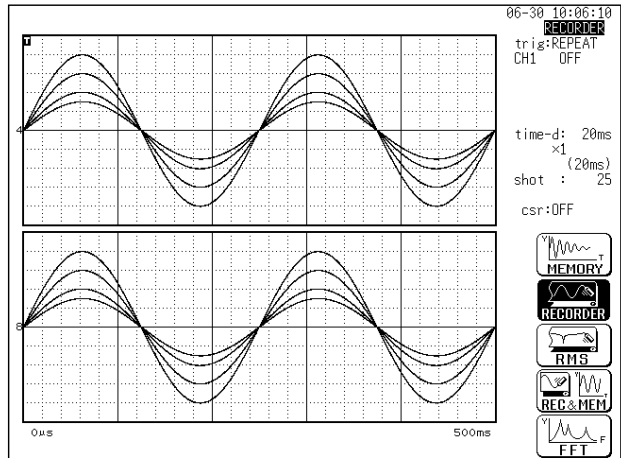 06-30 10:06:10
RECORDER
trig:REPEAT
CH1 OFF
T
4
time-d: 20ms
×1
(20ms)
shot : 25
csr:OFF
8
Y
T
MEMORY
RECORDER
RMS
Y
T
REC&MEM
Y
F
FFT
0µs
500ms